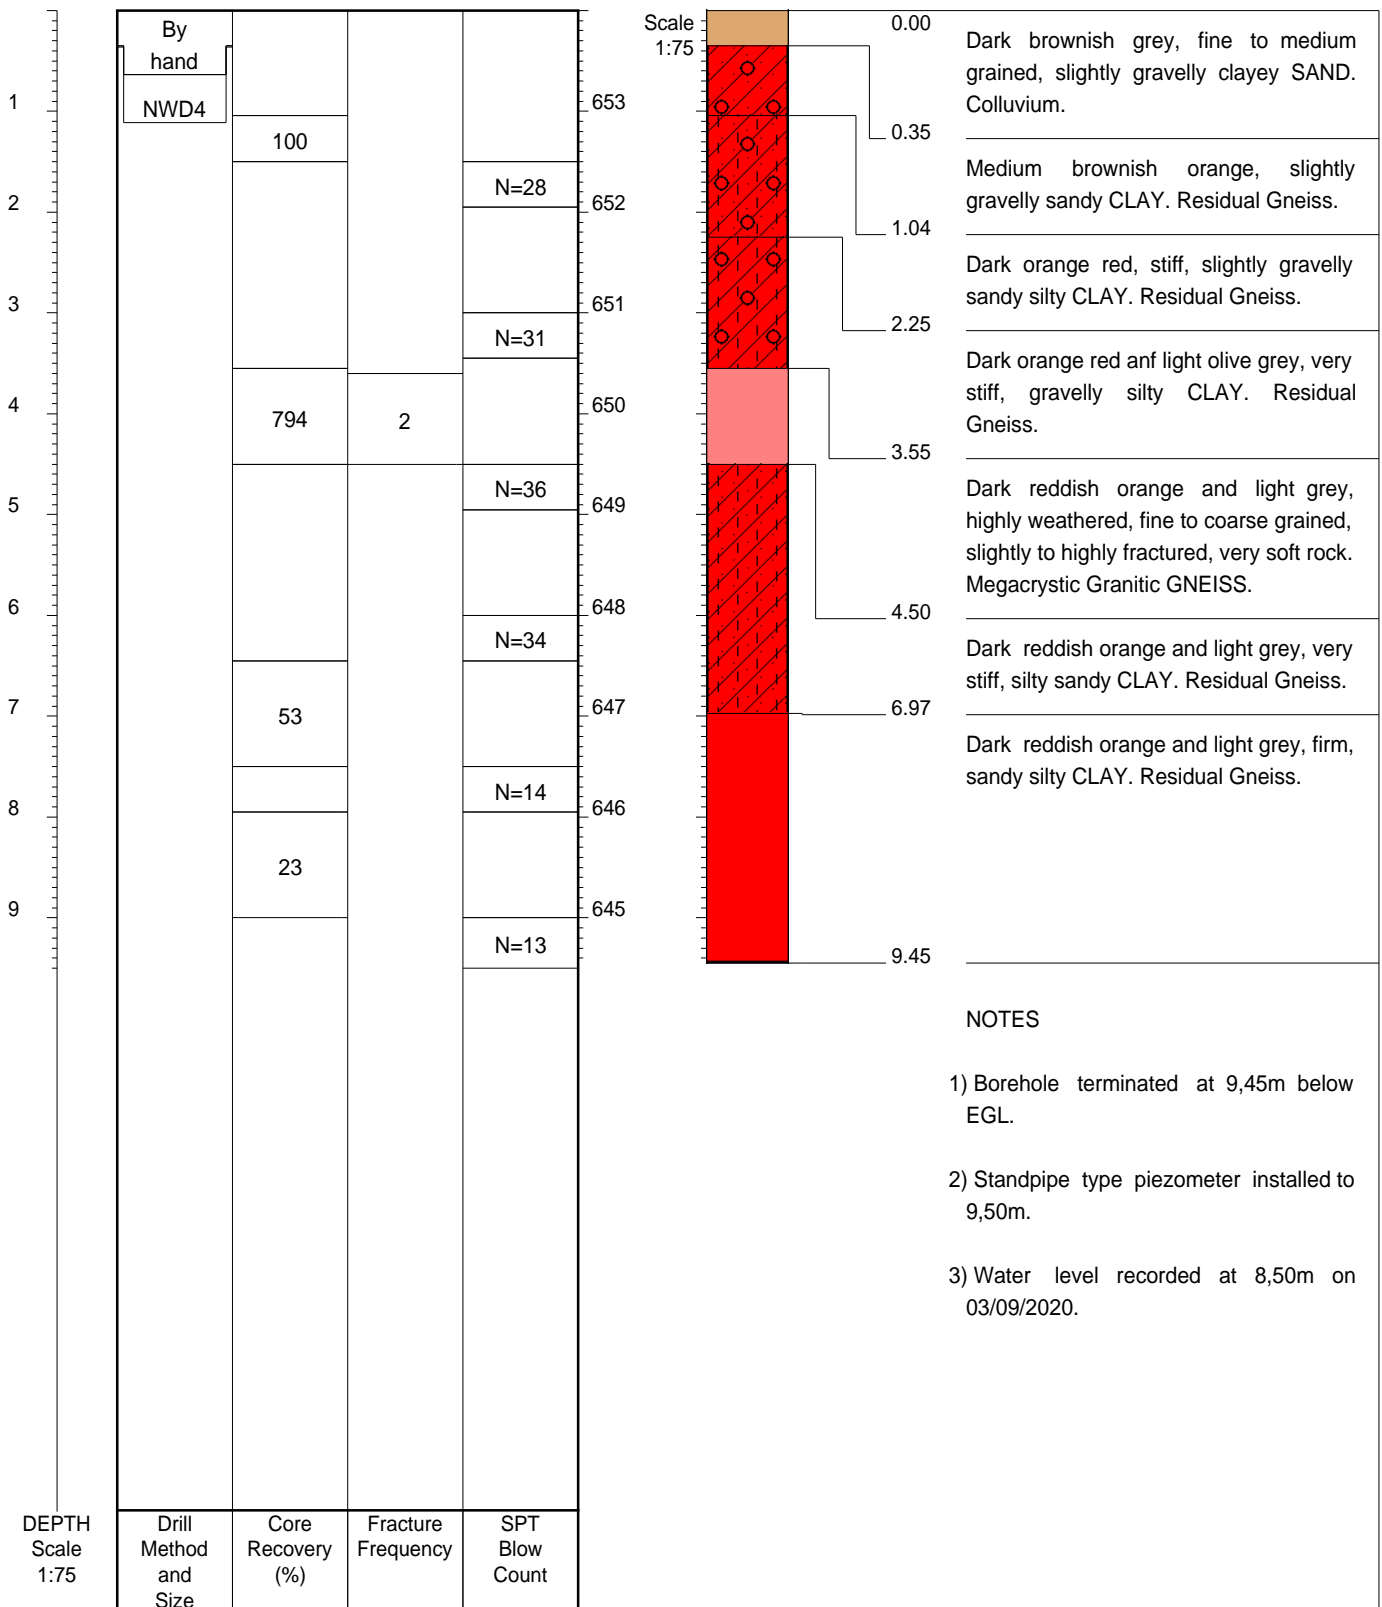 By
hand
NWD4
1
2
3
4
5
6
7
8
9
100
794
53
23
2
N=28
N=31
N=36
N=34
N=14
N=13
653
652
651
650
649
648
647
646
645
Scale
1:75
0.00
Dark brownish grey, fine to medium
grained, slightly gravelly clayey SAND.
Colluvium.
0.35
Medium brownish orange, slightly
gravelly sandy CLAY. Residual Gneiss.
1.04
Dark orange red, stiff, slightly gravelly
sandy silty CLAY. Residual Gneiss.
2.25
Dark orange red anf light olive grey, very
stiff, gravelly silty CLAY. Residual
Gneiss.
3.55
Dark reddish orange and light grey,
highly weathered, fine to coarse grained,
slightly to highly fractured, very soft rock.
Megacrystic Granitic GNEISS.
4.50
Dark reddish orange and light grey, very
stiff, silty sandy CLAY. Residual Gneiss.
6.97
Dark reddish orange and light grey, firm,
sandy silty CLAY. Residual Gneiss.
9.45
NOTES
1) Borehole terminated at 9,45m below
EGL.
2) Standpipe type piezometer installed to
9,50m.
3) Water level recorded at 8,50m on
03/09/2020.
DEPTH
Scale
1:75
Drill
Method
and
Size
Core
Recovery
(%)
Fracture
Frequency
SPT
Blow
Count